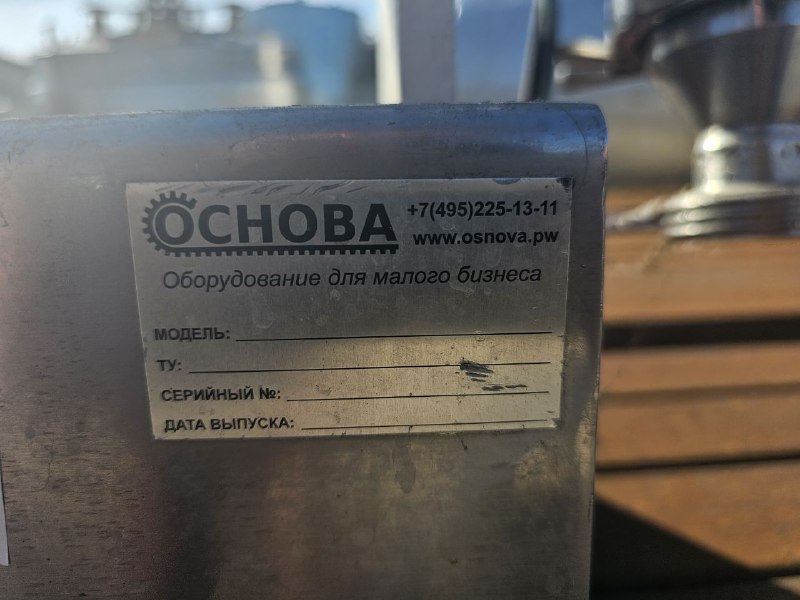 ОСНОВА
+7(495)225-13-11
www.osnova.pw
Оборудование для малого бизнеса
МОДЕЛЬ:
ТУ:
СЕРИЙНЫЙ №:
ДАТА ВЫПУСКА: